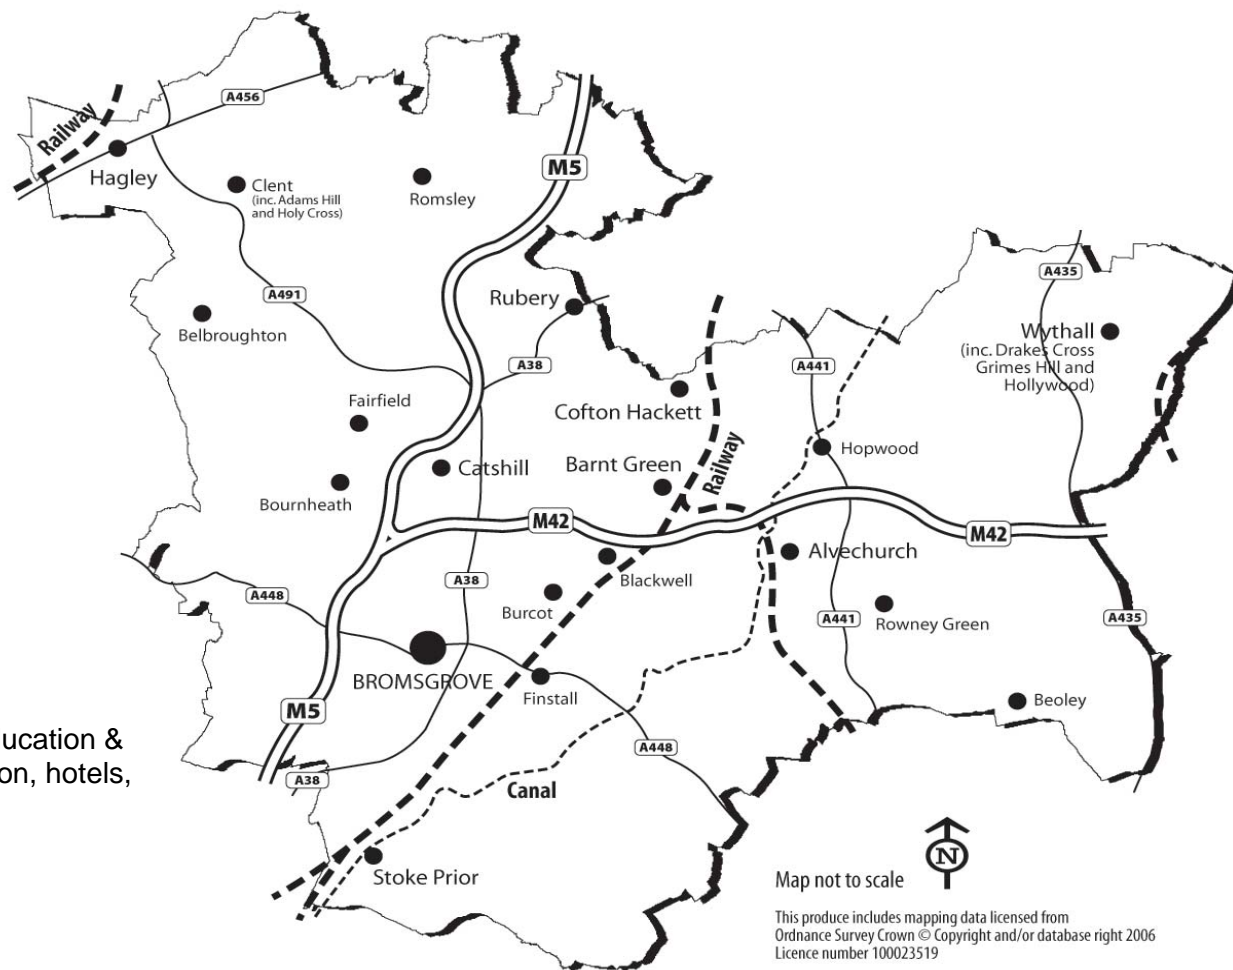 A456
Railway
M5
Hagley
Clent
(inc. Adams Hill
and Holy Cross)
Romsley
A435
A491
Rubery
Belbroughton
Wythall
(inc. Drakes Cross
Grimes Hill and
Hollywood)
A38
A441
Fairfield
Cofton Hackett
Railway
Hopwood
Catshill
Barnt Green
Bournheath
M42
M42
Alvechurch
Blackwell
A38
A448
Burcot
A441
Rowney Green
A435
BROMSGROVE
Finstall
Beoley
M5
A448
ucation &
on, hotels,
A38
Canal
Stoke Prior
N
Map not to scale
This produce includes mapping data licensed from
Ordnance Survey Crown © Copyright and/or database right 2006
Licence number 100023519